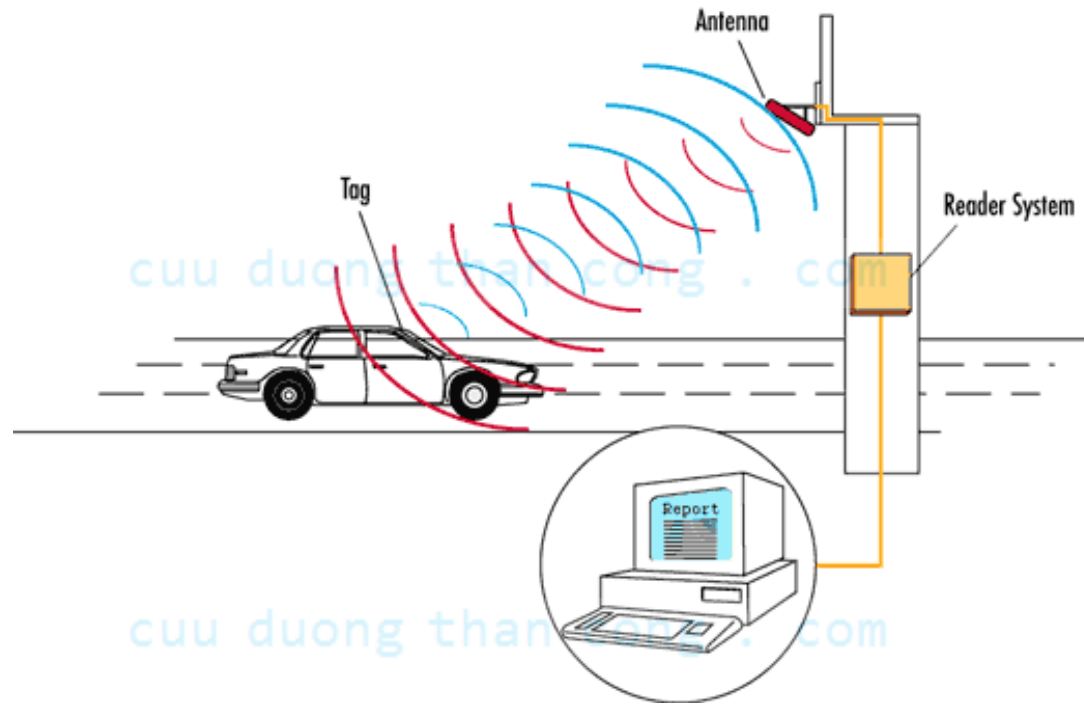 Antenna
Tag
Reader System
cuu duong than cong . com
Report
cuu duong than cong . com